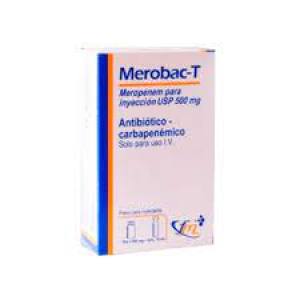 Merobac-T
Meropenem para
inyección USP 500 mg
Antibiótico -
carbapenémico
Solo para uso I.V.